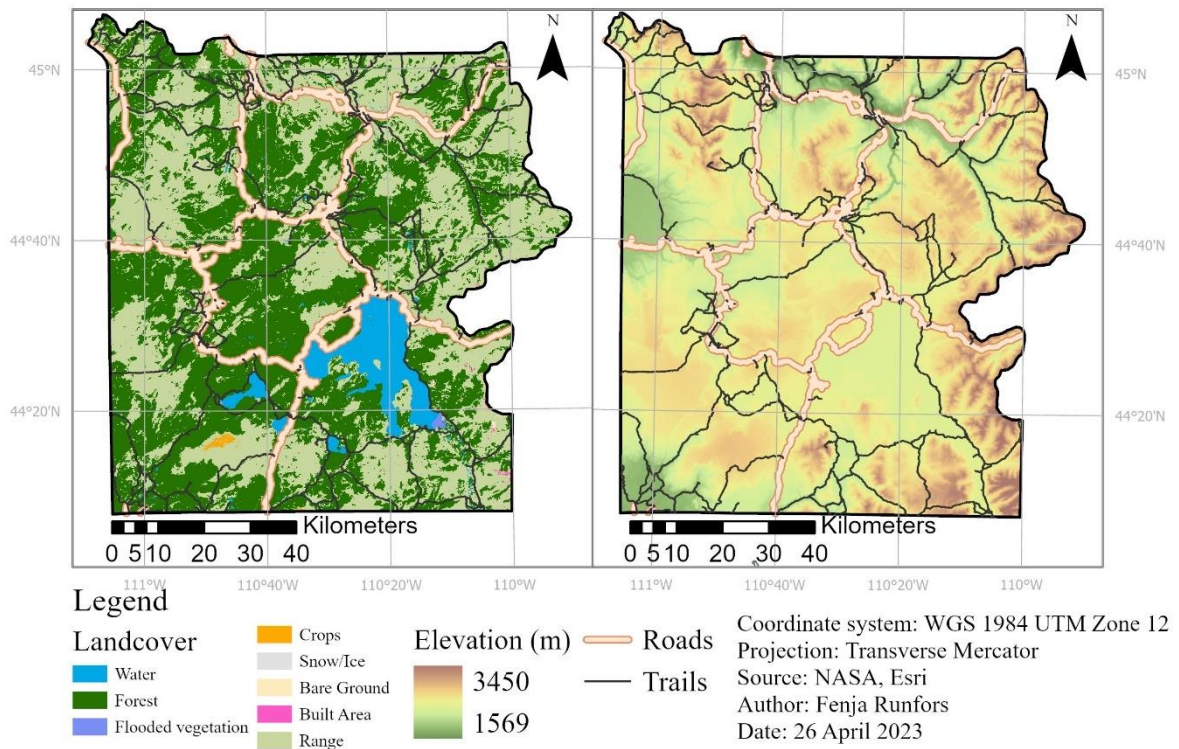 N
N
45°N
45°N
44°40'N
44°40'N
44°20'N
44°20'N
Kilometers
0 5 10 20 30 40
Kilometers
0 5 10 20 30 40
111°W 110°40'W 110°20'W 110°W
111°W 110°40'W 110°20'W 110°W
Legend
Landcover
Water
Forest
Flooded vegetation
Crops
Snow/Ice
Bare Ground
Built Area
Range
Elevation (m)
3450
1569
Roads
Trails
Coordinate system: WGS 1984 UTM Zone 12
Projection: Transverse Mercator
Source: NASA, Esri
Author: Fenja Runfors
Date: 26 April 2023